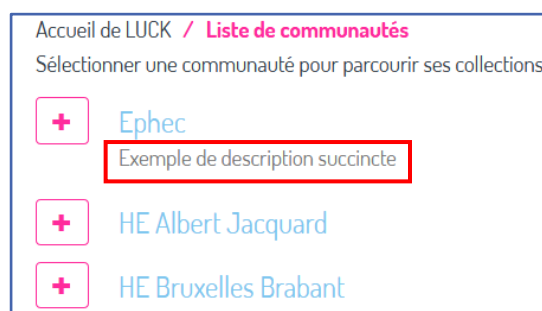 Accueil de LUCK / Liste de communautés
Sélectionner une communauté pour parcourir ses collections
+ Ephec
Exemple de description succincte
+ HE Albert Jacquard
+ HE Bruxelles Brabant